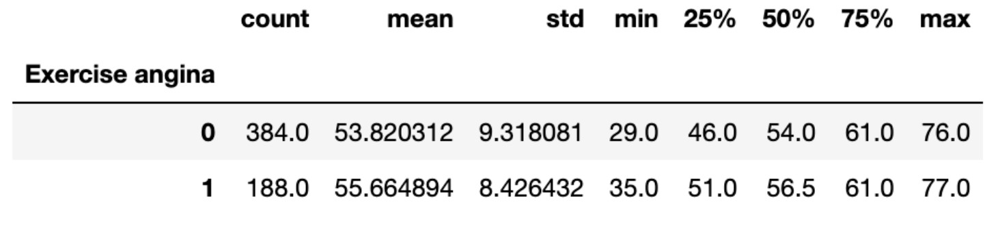 count mean std min 25% 50% 75% max
Exercise angina
0 384.0 53.820312 9.318081 29.0 46.0 54.0 61.0 76.0
1 188.0 55.664894 8.426432 35.0 51.0 56.5 61.0 77.0